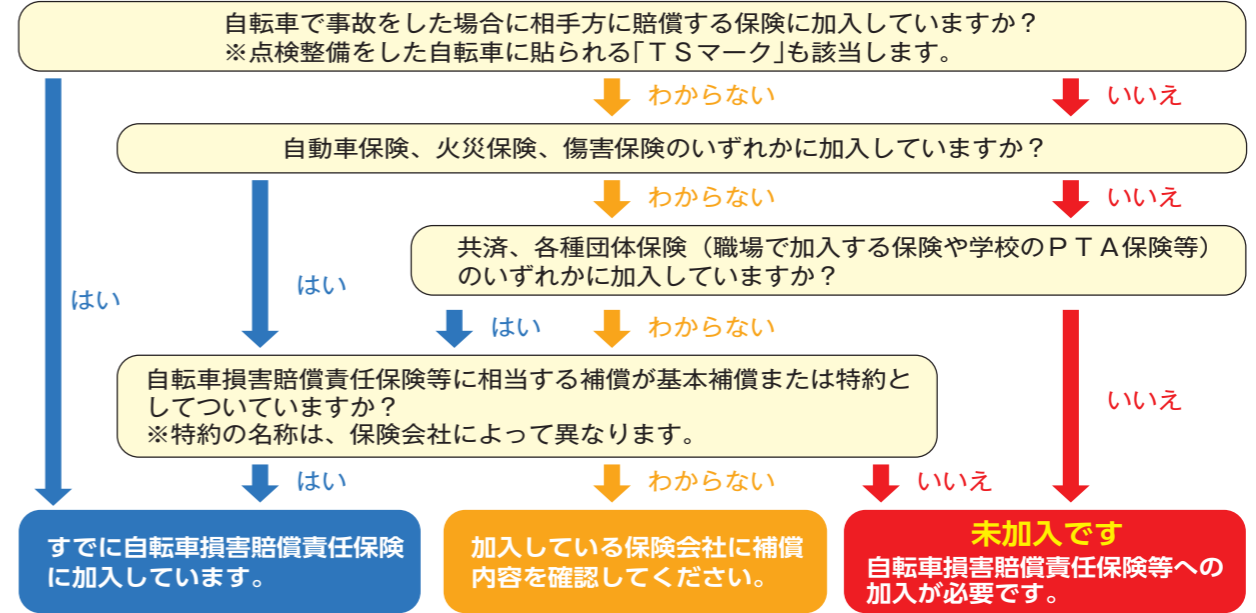 自転車で事故をした場合に相手方に賠償する保険に加入していますか？
※点検整備をした自転車に貼られる｢ＴＳマーク｣も該当します。
わからない
いいえ
自動車保険、火災保険、傷害保険のいずれかに加入していますか？
わからない
いいえ
共済、各種団体保険（職場で加入する保険や学校のＰＴＡ保険等）
のいずれかに加入していますか？
はい
はい
はい
わからない
自転車損害賠償責任保険等に相当する補償が基本補償または特約と
してついていますか？
※特約の名称は、保険会社によって異なります。
いいえ
はい
わからない
いいえ
すでに自転車損害賠償責任保険
に加入しています。
加入している保険会社に補償
内容を確認してください。
未加入です
自転車損害賠償責任保険等への
加入が必要です。